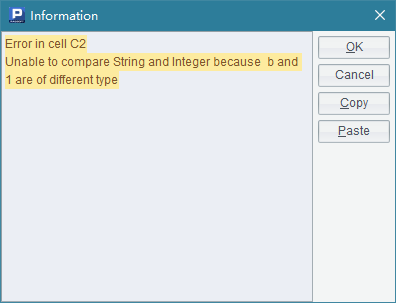 Information
Error in cell C2
Unable to compare String and Integer because  b and
1 are of different type
OK
Cancel
Copy
Paste